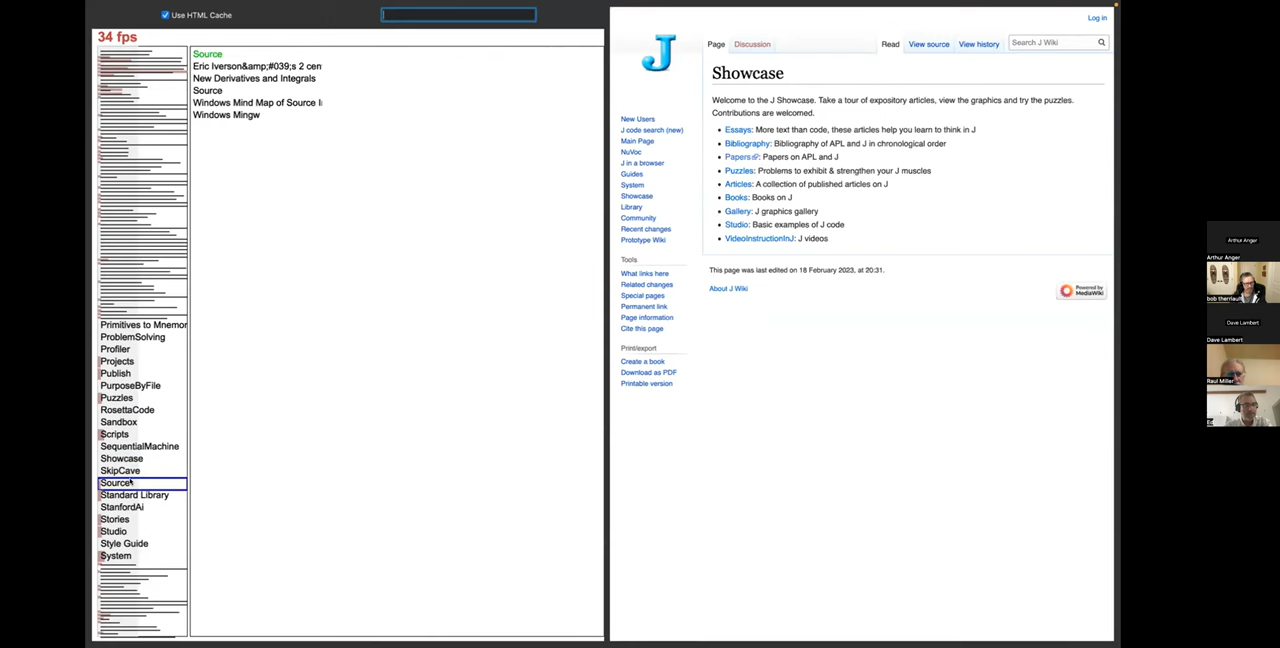 Use HTML Cache
34 fps
Source
Eric Iverson&amp;#039;s 2 cen
New Derivatives and Integrals
Source
Windows Mind Map of Source I
Windows Mingw
Primitives to Mnemor
ProblemSolving
Profiler
Projects
Publish
PurposeByFile
Puzzles
RosettaCode
Sandbox
Scripts
SequentialMachine
Showcase
SkipCave
Source
Standard Library
StanfordAi
Stories
Studio
Style Guide
System
Log in
Page
Discussion
Read
View source
View history
Search J Wiki
J
Showcase
Welcome to the J Showcase. Take a tour of expository articles, view the graphics and try the puzzles.
Contributions are welcomed.
• Essays: More text than code, these articles help you learn to think in J
• Bibliography: Bibliography of APL and J in chronological order
• Papers: Papers on APL and J
• Puzzles: Problems to exhibit & strengthen your J muscles
• Articles: A collection of published articles on J
• Books: Books on J
• Gallery: J graphics gallery
• Studio: Basic examples of J code
• VideoInstructionInJ: J videos
This page was last edited on 18 February 2023, at 20:31.
About J Wiki
Powered by
MediaWiki
New Users
J code search (new)
Main Page
NuVoc
J in a browser
Guides
System
Showcase
Library
Community
Recent changes
Prototype Wiki
Tools
What links here
Related changes
Special pages
Permanent link
Page information
Cite this page
Print/export
Create a book
Download as PDF
Printable version
Arthur Anger
Arthur Anger
bob therriault
Dave Lambert
Dave Lambert
Raul Miller